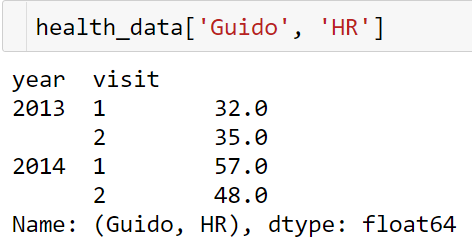 health_data['Guido', 'HR']
year  visit
2013  1        32.0
      2        35.0
2014  1        57.0
      2        48.0
Name: (Guido, HR), dtype: float64